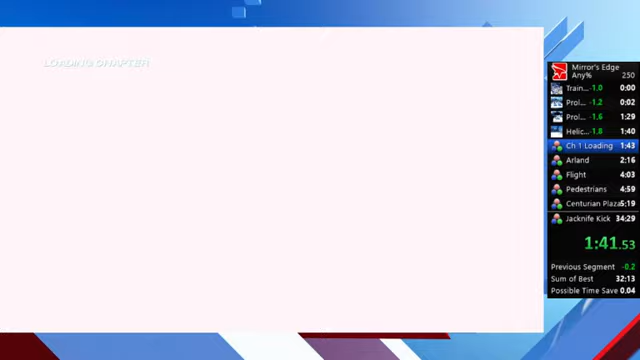 LOADING CHAPTER
Mirror's Edge
Any% 250
Train... -1.0 0:00
Prol... -1.2 0:02
Prol... -1.6 1:29
Helic... -1.8 1:40
Ch 1 Loading 1:43
Arland 2:16
Flight 4:03
Pedestrians 4:59
Centurian Plaza 5:19
Jacknife Kick 34:29
1:41.53
Previous Segment -0.2
Sum of Best 32:13
Possible Time Save 0.04